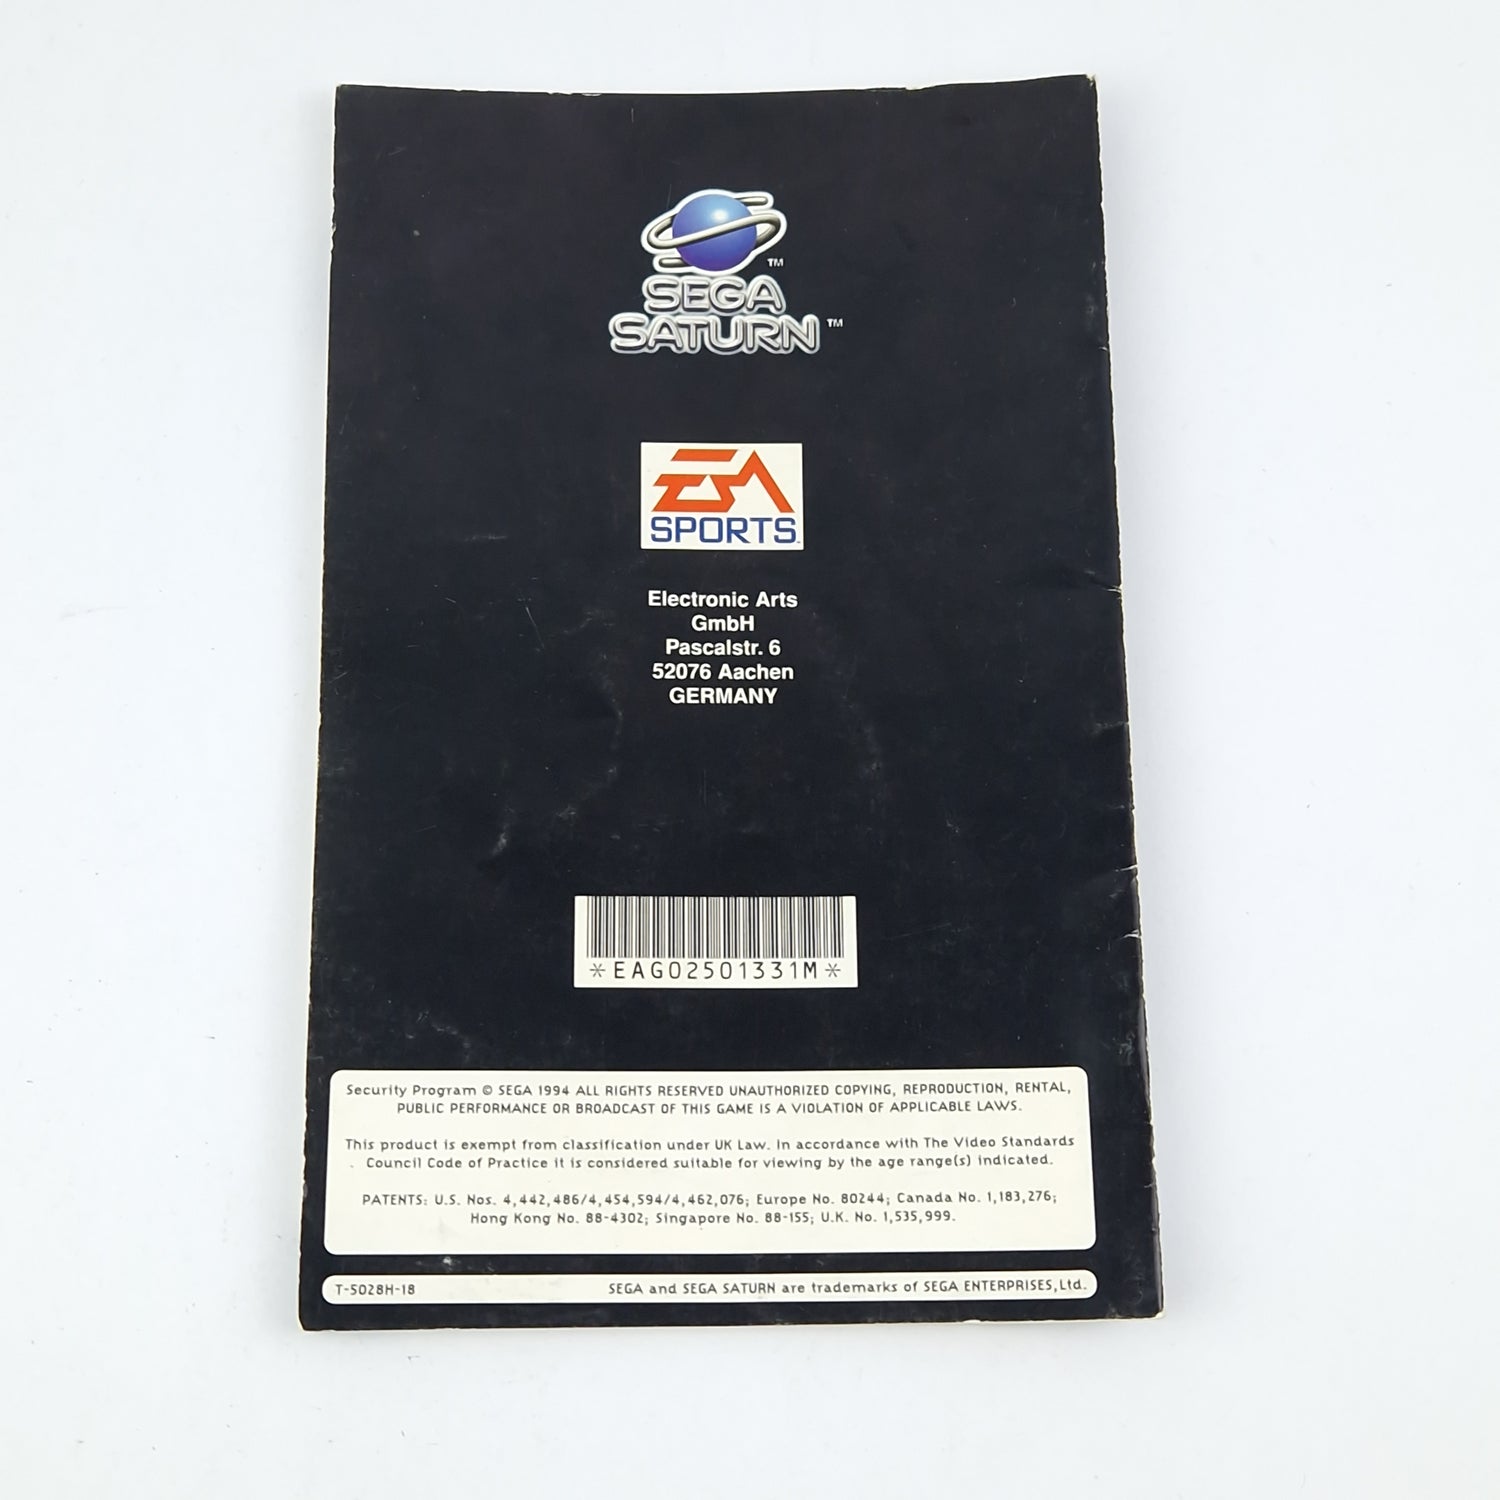 TM
SEGA
SATURN TM
EA
SPORTS
Electronic Arts
GmbH
Pascalstr. 6
52076 Aachen
GERMANY
*EAG02501331M*
Security Program © SEGA 1994 ALL RIGHTS RESERVED UNAUTHORIZED COPYING, REPRODUCTION, RENTAL,
PUBLIC PERFORMANCE OR BROADCAST OF THIS GAME IS A VIOLATION OF APPLICABLE LAWS.
This product is exempt from classification under UK Law. In accordance with The Video Standards
Council Code of Practice it is considered suitable for viewing by the age range(s) indicated.
PATENTS: U.S. Nos. 4,442,486/4,454,594/4,462,076; Europe No. 80244; Canada No. 1,183,276;
Hong Kong No. 88-4302; Singapore No. 88-155; U.K. No. 1,535,999.
T-5028H-18 SEGA and SEGA SATURN are trademarks of SEGA ENTERPRISES,Ltd.